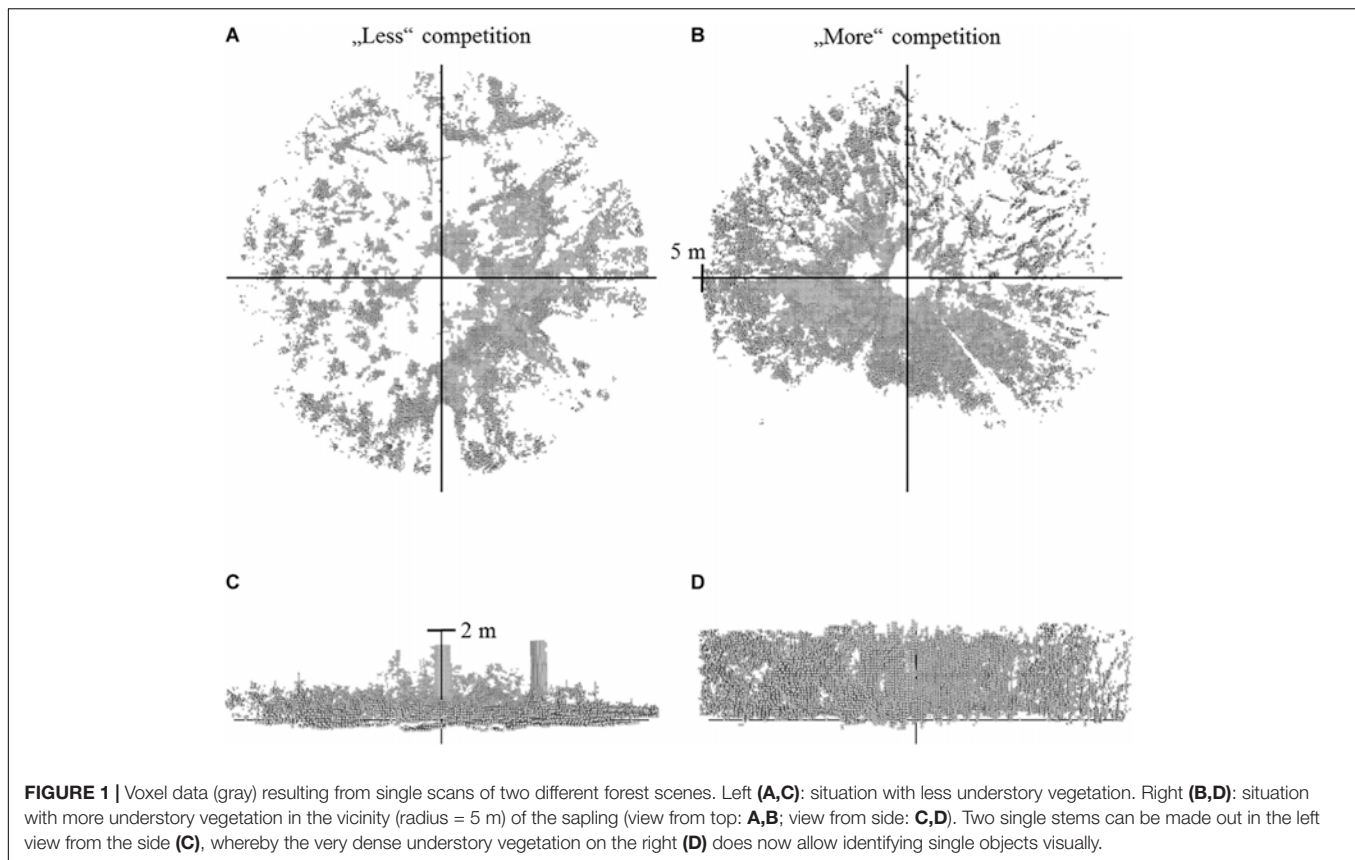 A
„Less“ competition
B
„More“ competition
5 m
C
2 m
D
FIGURE 1 | Voxel data (gray) resulting from single scans of two different forest scenes. Left (A,C): situation with less understory vegetation. Right (B,D): situation
with more understory vegetation in the vicinity (radius = 5 m) of the sapling (view from top: A,B; view from side: C,D). Two single stems can be made out in the left
view from the side (C), whereby the very dense understory vegetation on the right (D) does now allow identifying single objects visually.